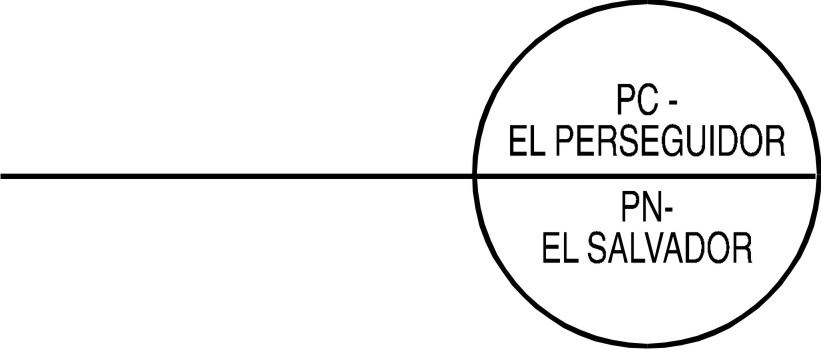 PC -
EL PERSEGUIDOR
PN-
EL SALVADOR